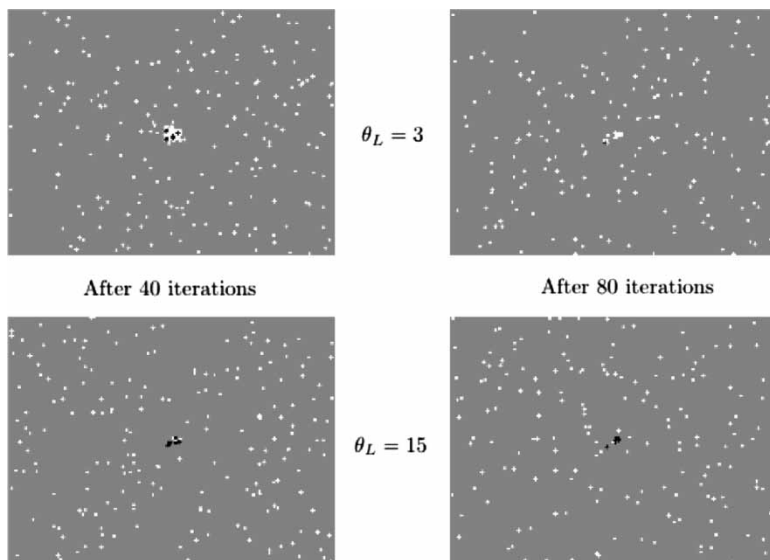 θ_L = 3
After 40 iterations
After 80 iterations
θ_L = 15